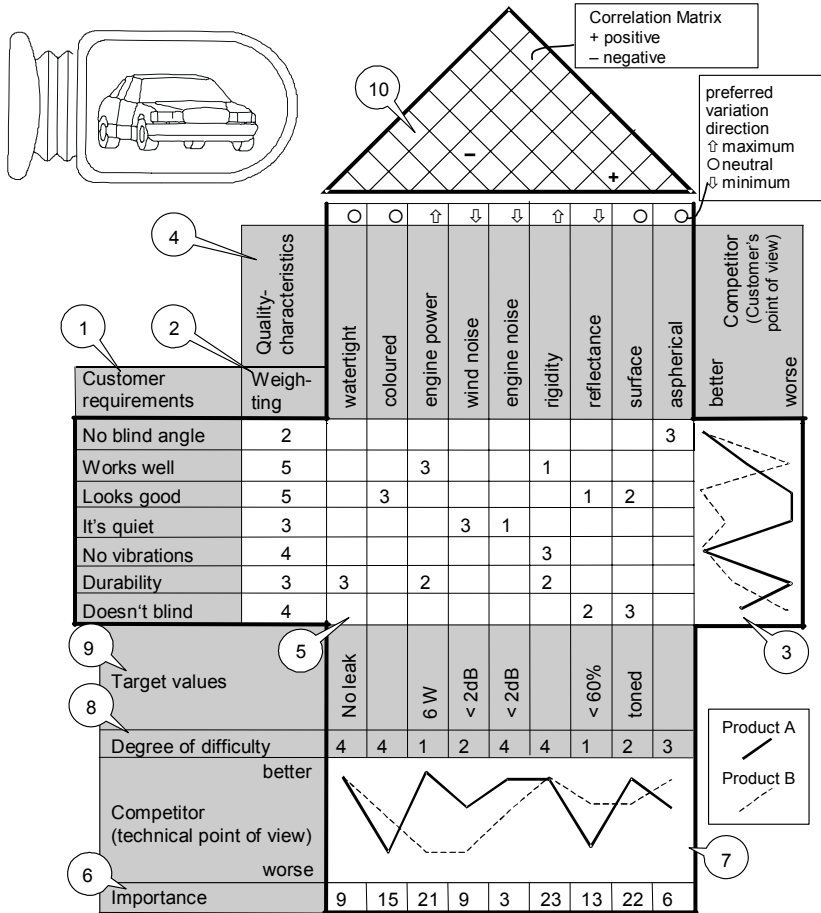 Correlation Matrix
+ positive
– negative
10
preferred
variation
direction
⇧ maximum
○ neutral
⇩ minimum
–
+
○ ○ ⇧ ⇩ ⇩ ⇧ ⇩ ○ ○
4
Quality-
characteristics
watertight
coloured
engine power
wind noise
engine noise
rigidity
reflectance
surface
aspherical
Competitor
(Customer's
point of view)
better
worse
1
2
Customer
requirements
Weigh-
ting
No blind angle 2 3
Works well 5 3 1
Looks good 5 3 1 2
It's quiet 3 3 1
No vibrations 4 3
Durability 3 3 2 2
Doesn't blind 4 2 3
5
3
9
Target values
No leak
6 W
< 2dB
< 2dB
< 60%
toned
8
Degree of difficulty 4 4 1 2 4 4 1 2 3
better
Competitor
(technical point of view)
worse
7
Product A
Product B
6
Importance 9 15 21 9 3 23 13 22 6